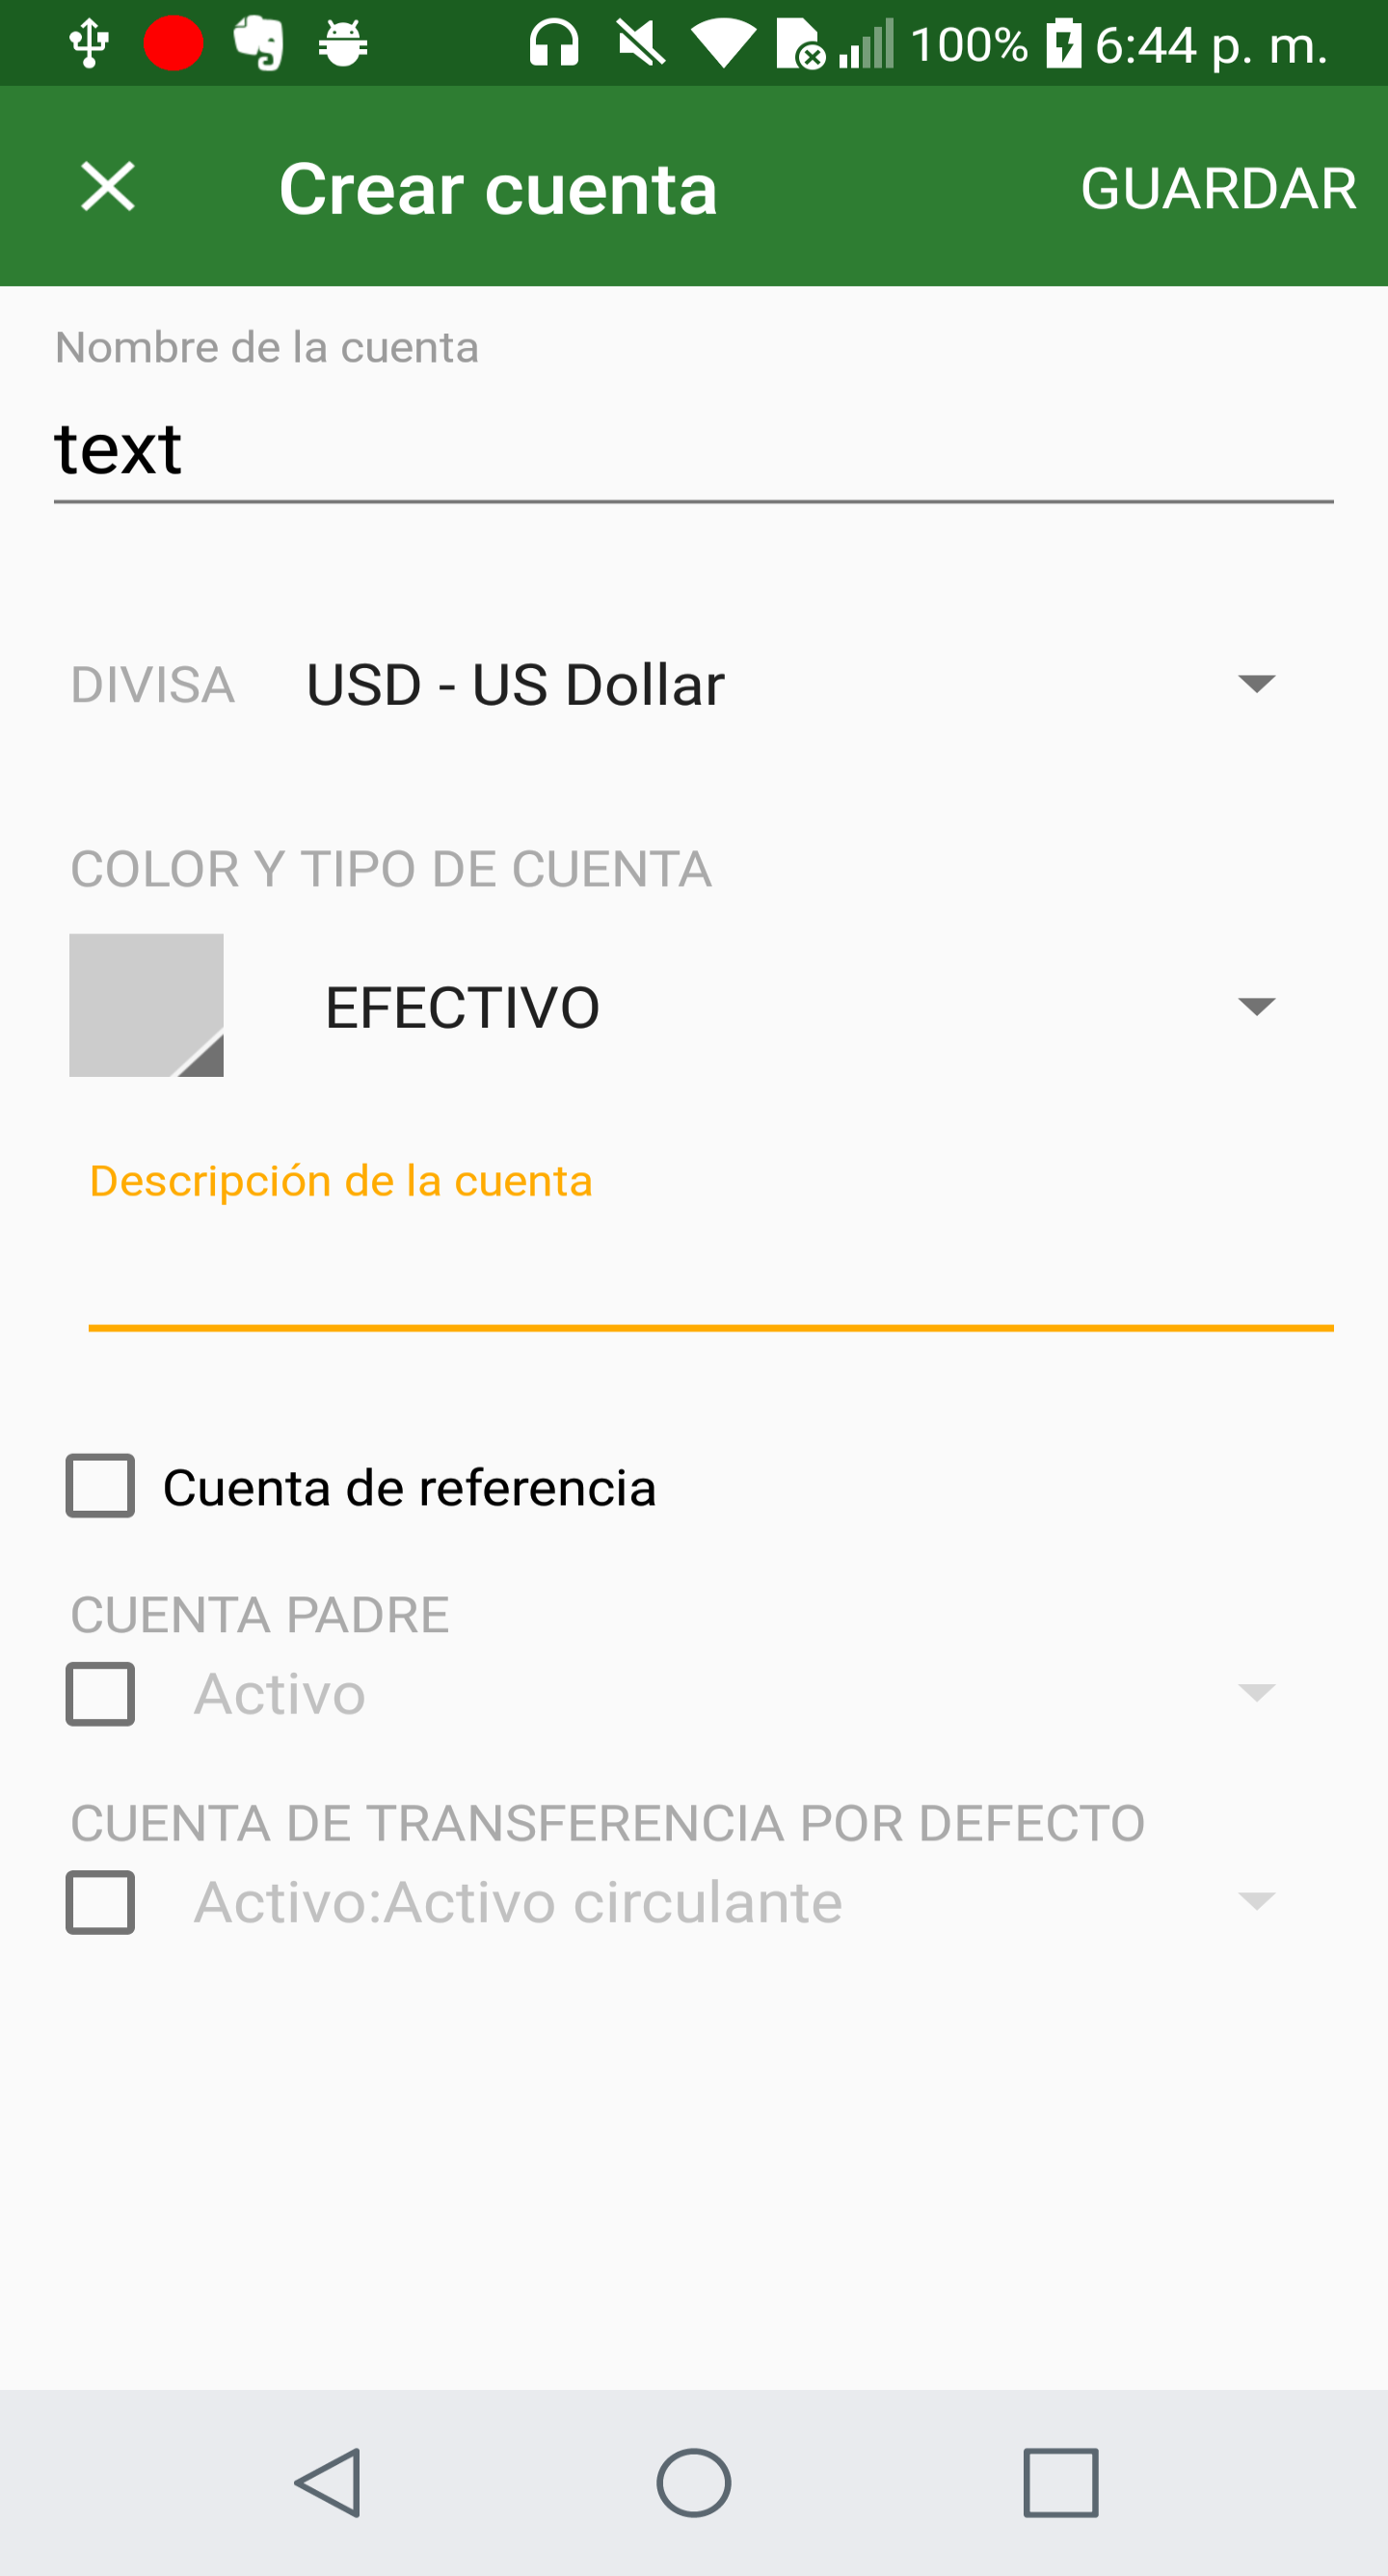 100% 6:44 p. m.
Crear cuenta GUARDAR
Nombre de la cuenta
text
DIVISA USD - US Dollar
COLOR Y TIPO DE CUENTA
EFECTIVO
Descripción de la cuenta
Cuenta de referencia
CUENTA PADRE
Activo
CUENTA DE TRANSFERENCIA POR DEFECTO
Activo:Activo circulante